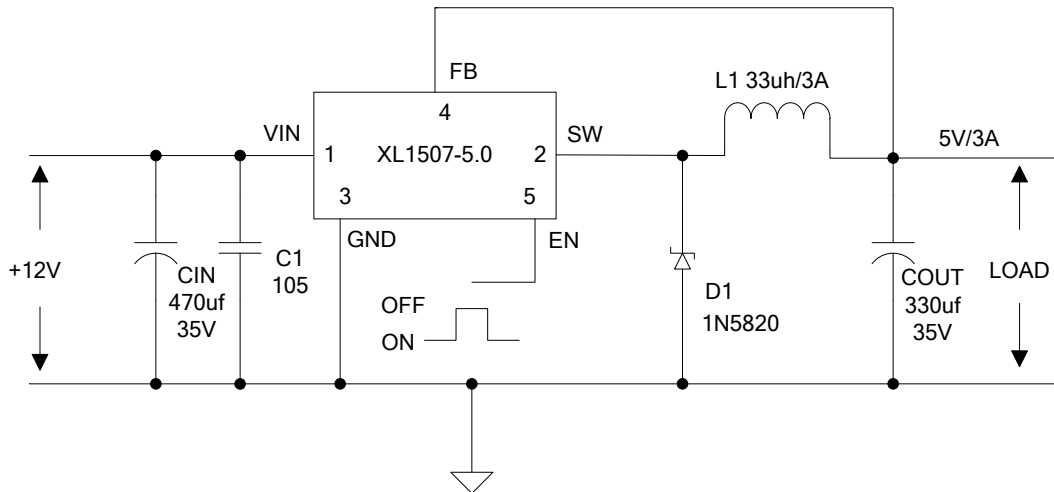 FB
L1 33uh/3A
4
VIN
SW
5V/3A
1
XL1507-5.0
2
3
5
GND
EN
+12V
CIN
470uf
35V
C1
105
OFF
ON
D1
1N5820
COUT
330uf
35V
LOAD